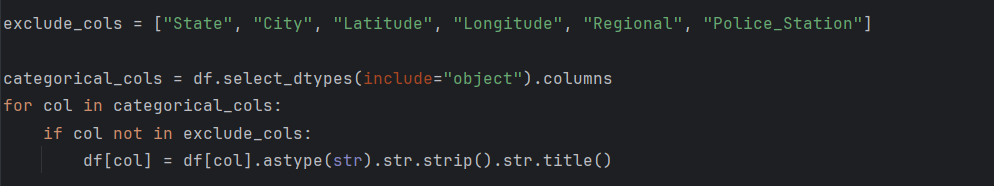 exclude_cols = ["State", "City", "Latitude", "Longitude", "Regional", "Police_Station"]
categorical_cols = df.select_dtypes(include="object").columns
for col in categorical_cols:
    if col not in exclude_cols:
        df[col] = df[col].astype(str).str.strip().str.title()